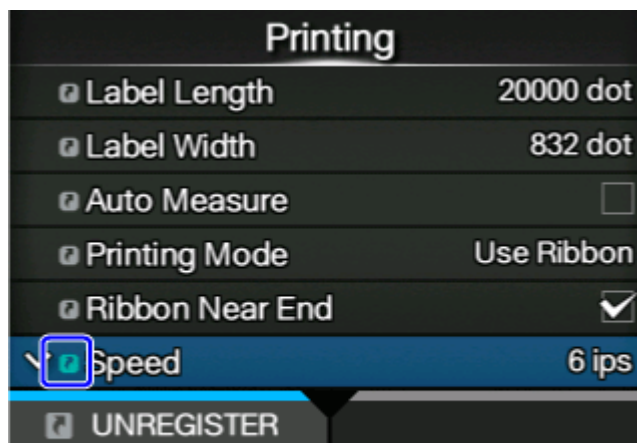 Printing
Label Length 20000 dot
Label Width 832 dot
Auto Measure
Printing Mode Use Ribbon
Ribbon Near End
Speed 6 ips
UNREGISTER